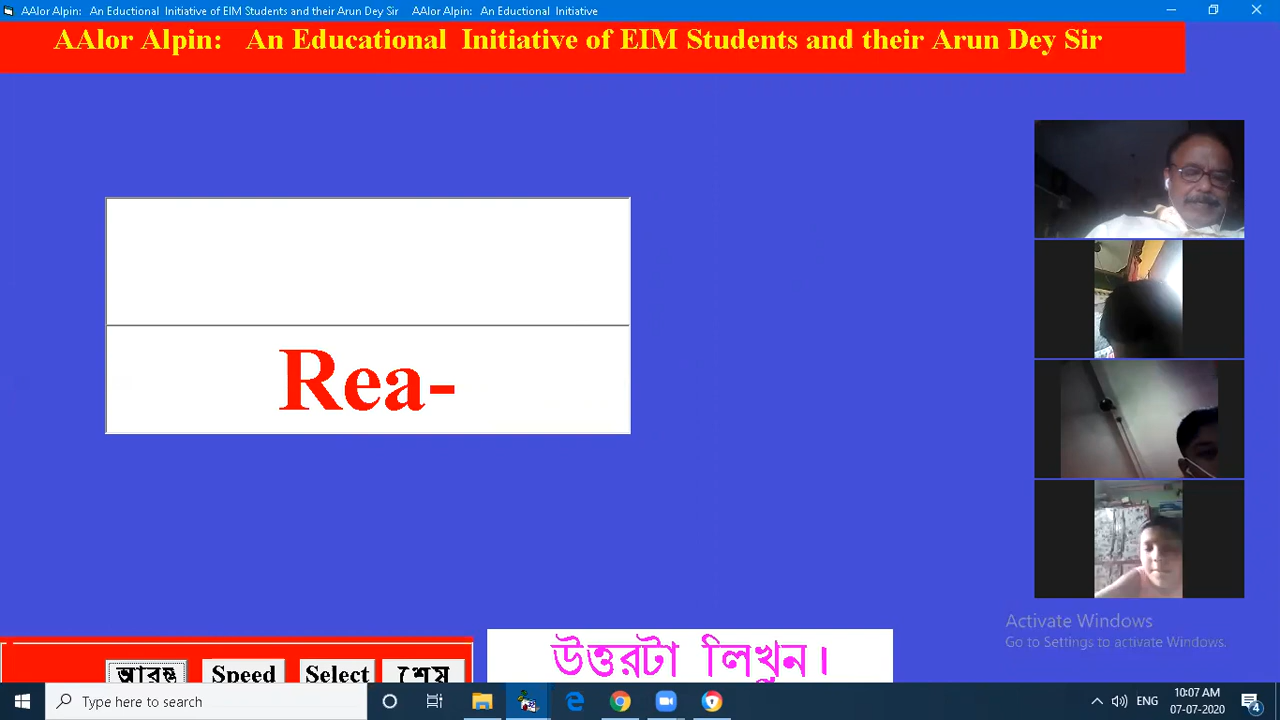 AAlor Alpin: An Eductional Initiative of EIM Students and their Arun Dey Sir AAlor Alpin: An Eductional Initiative
AAlor Alpin: An Educational Initiative of EIM Students and their Arun Dey Sir
Rea-
Activate Windows
Go to Settings to activate Windows.
উত্তরটা লিখুন।
আরম্ভ Speed Select শেষ
Type here to search
ENG
10:07 AM
07-07-2020
4